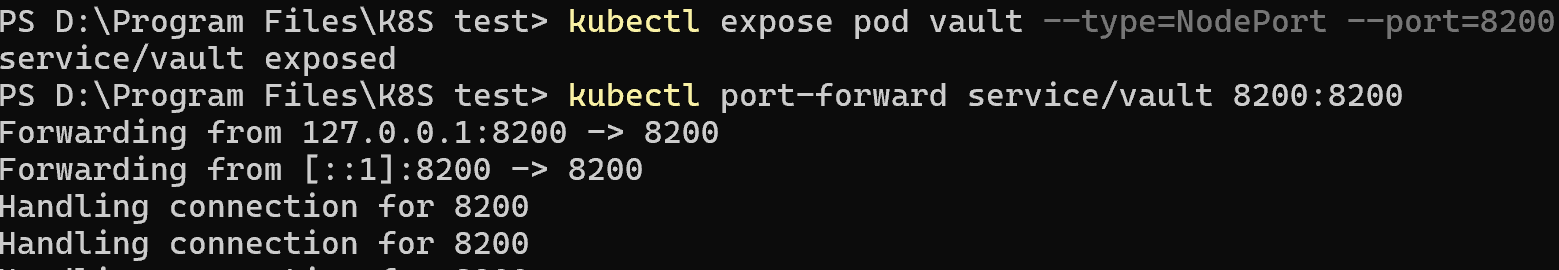 PS D:\Program Files\K8S test> kubectl expose pod vault --type=NodePort --port=8200
service/vault exposed
PS D:\Program Files\K8S test> kubectl port-forward service/vault 8200:8200
Forwarding from 127.0.0.1:8200 -> 8200
Forwarding from [::1]:8200 -> 8200
Handling connection for 8200
Handling connection for 8200